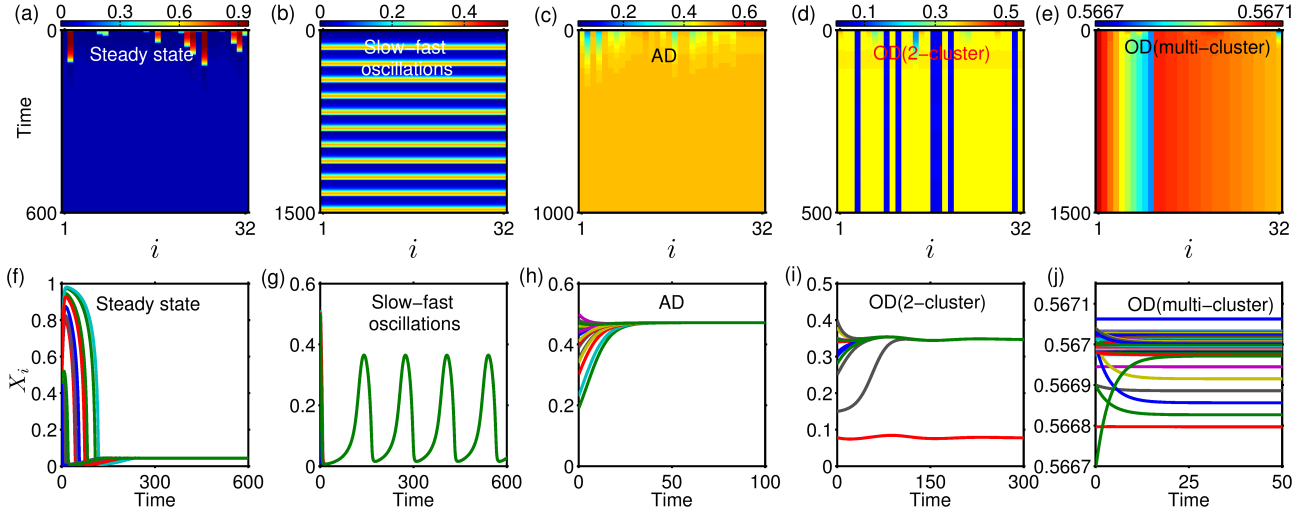 (a) 0 0.3 0.6 0.9 (b) 0 0.2 0.4 (c) 0 0.2 0.4 0.6 (d) 0.1 0.3 0.5 (e) 0.5667 0.5671
0 Steady state 0 Slow-fast 0 AD 0 OD(2-cluster) 0 OD(multi-cluster)
oscillations
Time
600 1500 1000 500 1500
1 32 1 32 1 32 1 32 1 32
i i i i i
(f) 1 Steady state (g) 0.6 Slow-fast (h) 0.6 AD (i) 0.5 OD(2-cluster) (j) 0.5671 OD(multi-cluster)
oscillations
0.8 0.4 0.4 0.4 0.567
0.6 0.3 0.5669
X_i
0.4 0.2 0.2 0.2 0.5668
0.2 0.1
0 0 0 0 0.5667
0 300 600 0 300 600 0 50 100 0 150 300 0 25 50
Time Time Time Time Time